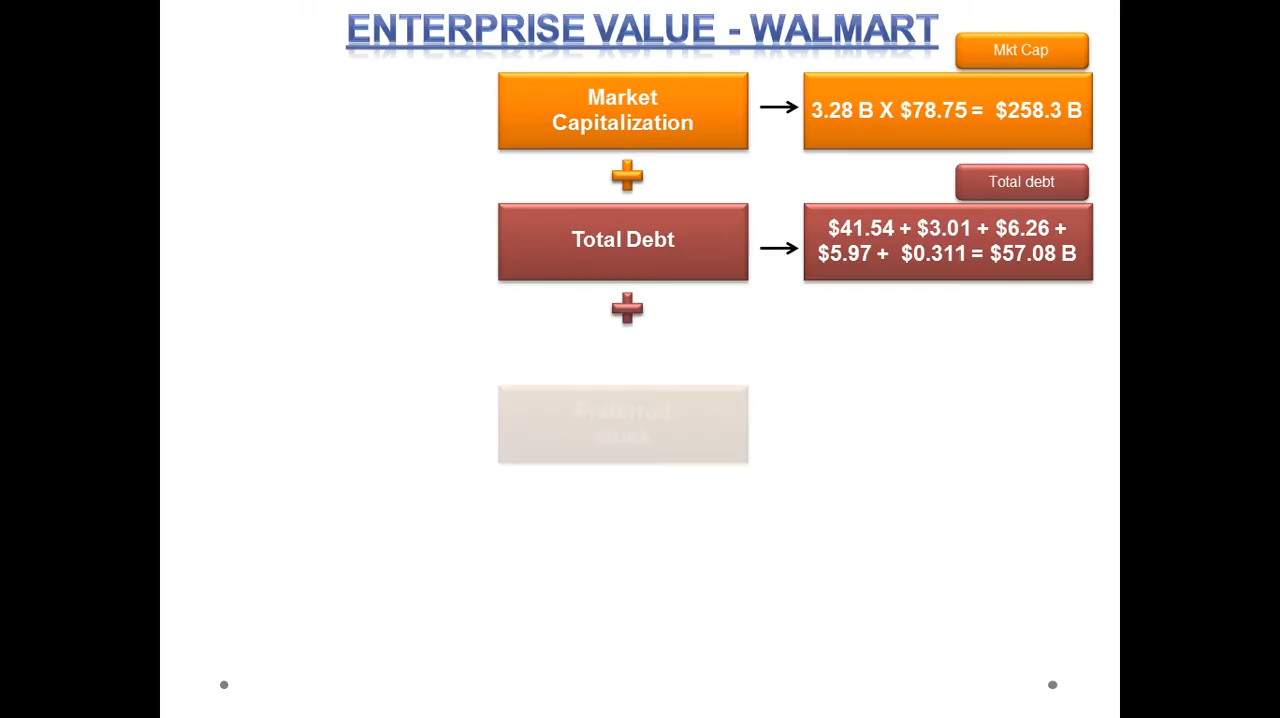 ENTERPRISE VALUE - WALMART
Mkt Cap
Market
Capitalization
3.28 B X $78.75 = $258.3 B
Total debt
Total Debt
$41.54 + $3.01 + $6.26 +
$5.97 + $0.311 = $57.08 B
Preferred